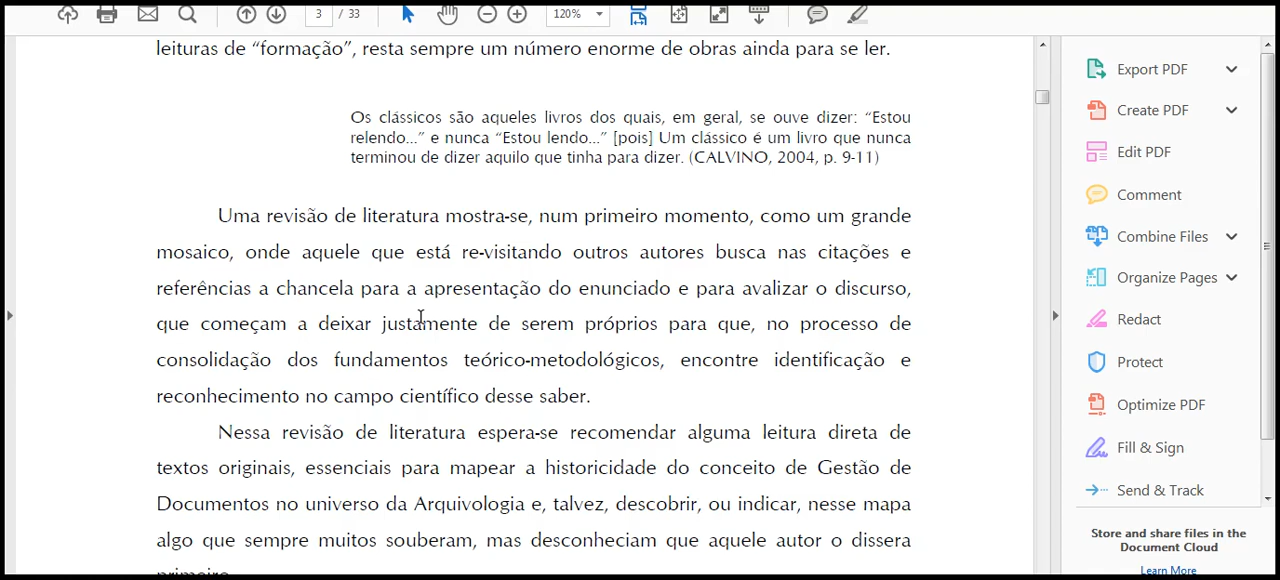 3 / 33
120%
leituras de “formação”, resta sempre um número enorme de obras ainda para se ler.
Os clássicos são aqueles livros dos quais, em geral, se ouve dizer: “Estou
relendo...” e nunca “Estou lendo...” [pois] Um clássico é um livro que nunca
terminou de dizer aquilo que tinha para dizer. (CALVINO, 2004, p. 9-11)
Uma revisão de literatura mostra-se, num primeiro momento, como um grande
mosaico, onde aquele que está re-visitando outros autores busca nas citações e
referências a chancela para a apresentação do enunciado e para avalizar o discurso,
que começam a deixar justamente de serem próprios para que, no processo de
consolidação dos fundamentos teórico-metodológicos, encontre identificação e
reconhecimento no campo científico desse saber.
Nessa revisão de literatura espera-se recomendar alguma leitura direta de
textos originais, essenciais para mapear a historicidade do conceito de Gestão de
Documentos no universo da Arquivologia e, talvez, descobrir, ou indicar, nesse mapa
algo que sempre muitos souberam, mas desconheciam que aquele autor o dissera
primeiro
Export PDF
Create PDF
Edit PDF
Comment
Combine Files
Organize Pages
Redact
Protect
Optimize PDF
Fill & Sign
Send & Track
Store and share files in the
Document Cloud
Learn More